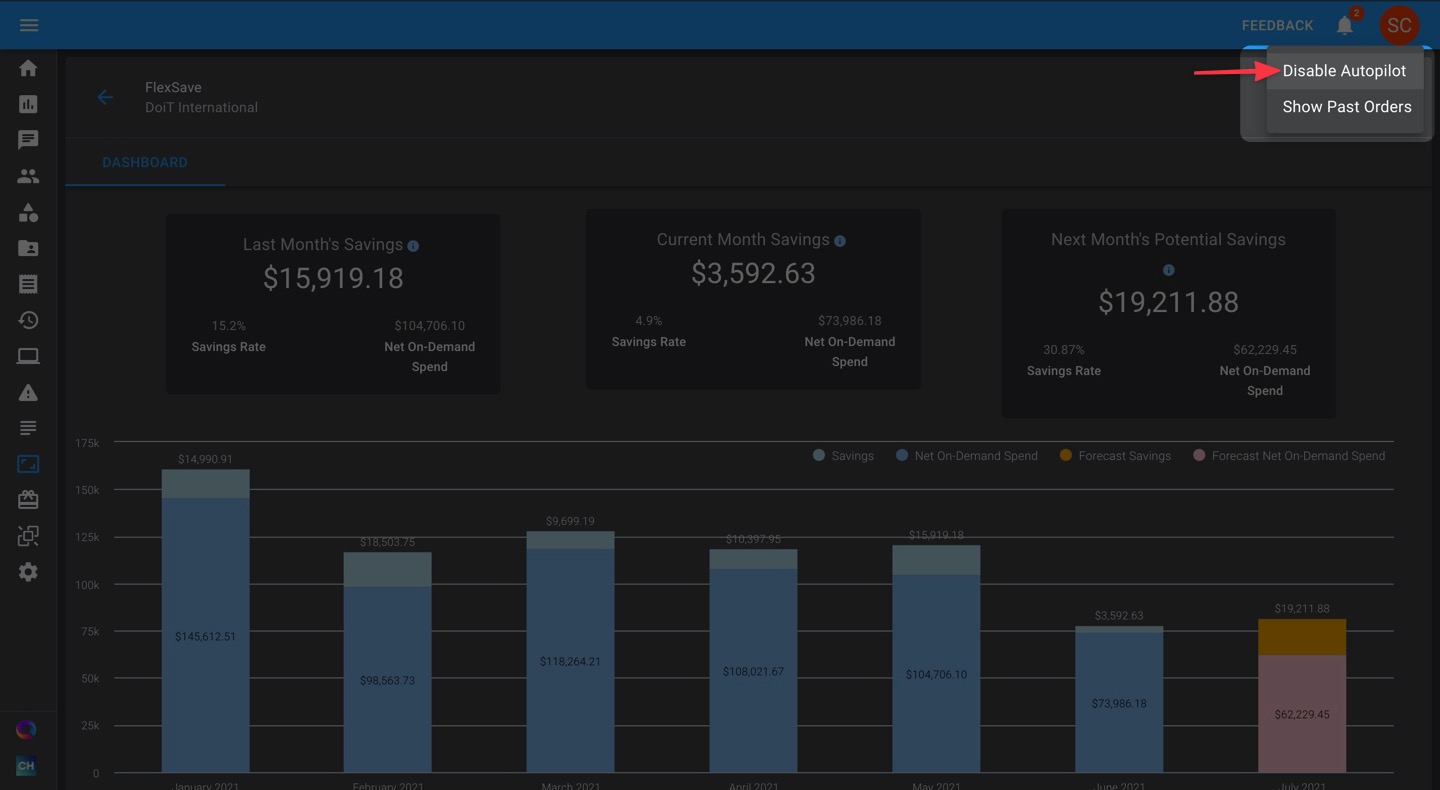 FEEDBACK
2
SC
Disable Autopilot
Show Past Orders
FlexSave
DoiT International
DASHBOARD
Last Month's Savings
$15,919.18
15.2%
Savings Rate
$104,706.10
Net On-Demand
Spend
Current Month Savings
$3,592.63
4.9%
Savings Rate
$73,986.18
Net On-Demand
Spend
Next Month's Potential Savings
$19,211.88
30.87%
Savings Rate
$62,229.45
Net On-Demand
Spend
Savings
Net On-Demand Spend
Forecast Savings
Forecast Net On-Demand Spend
175k
150k
125k
100k
75k
50k
25k
0
$14,990.91
$145,612.51
$18,503.75
$98,563.73
$9,699.19
$118,264.21
$10,397.95
$108,021.67
$15,919.18
$104,706.10
$3,592.63
$73,986.18
$19,211.88
$62,229.45
January 2021
February 2021
March 2021
April 2021
May 2021
June 2021
July 2021
CH